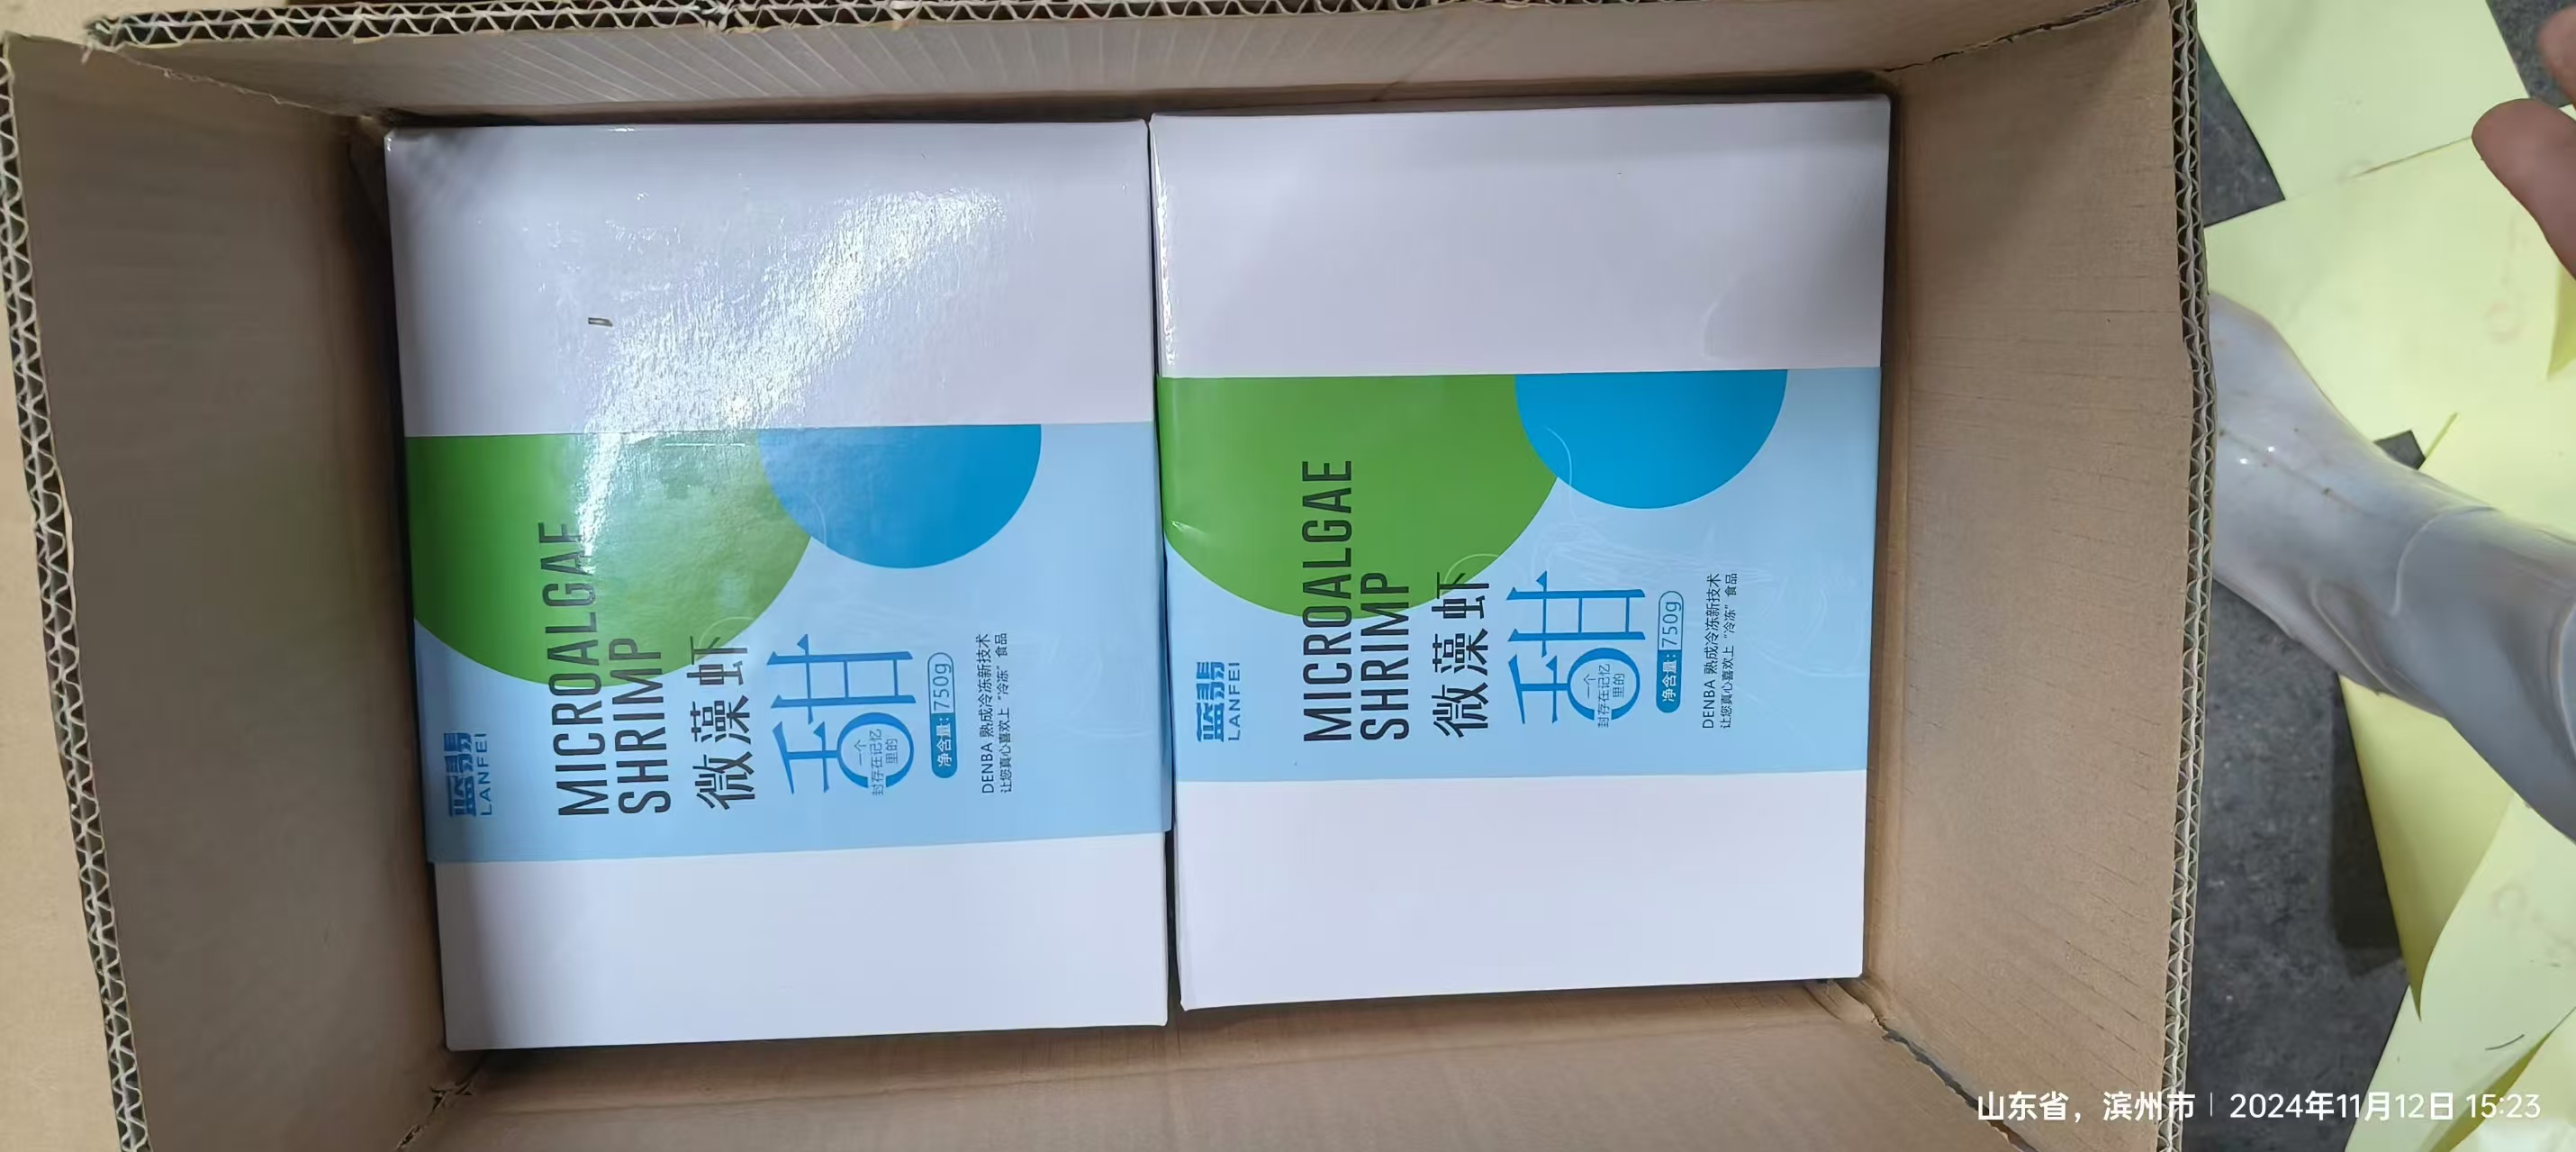 蓝翡
LANFEI
MICROALGAE
SHRIMP
微藻虾
甜
一个
封存在记忆
里的
净含量：750g
DENBA 熟成冷冻新技术
让您真心喜欢上“冷冻”食品
蓝翡
LANFEI
MICROALGAE
SHRIMP
微藻虾
甜
一个
封存在记忆
里的
净含量：750g
DENBA 熟成冷冻新技术
让您真心喜欢上“冷冻”食品
山东省，滨州市 | 2024年11月12日 15:23